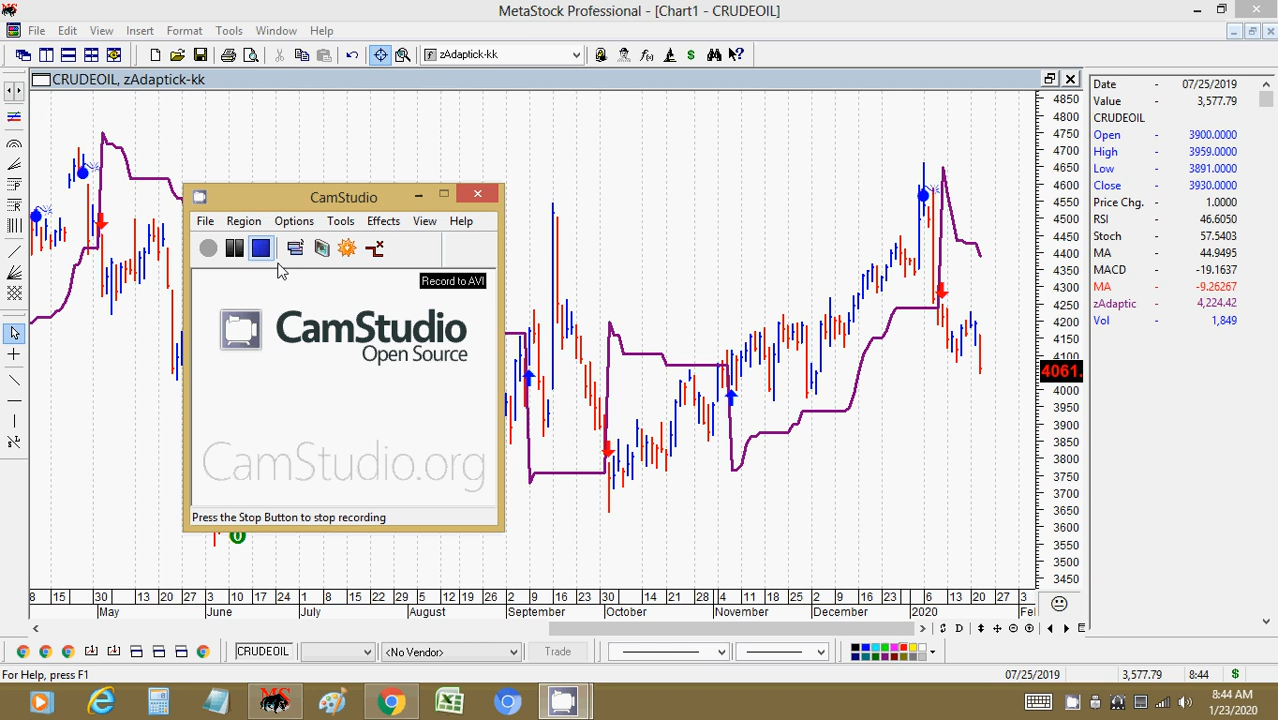 MetaStock Professional - [Chart1 - CRUDEOIL]
File Edit View Insert Format Tools Window Help
zAdaptick-kk
CRUDEOIL, zAdaptick-kk
CamStudio
File Region Options Tools Effects View Help
Record to AVI
CamStudio
Open Source
CamStudio.org
Press the Stop Button to stop recording
4850
4800
4750
4700
4650
4600
4550
4500
4450
4400
4350
4300
4250
4200
4150
4100
4061.
4000
3950
3900
3850
3800
3750
3700
3650
3600
3550
3500
3450
Date - 07/25/2019
Value - 3,577.79
CRUDEOIL
Open - 3900.0000
High - 3959.0000
Low - 3891.0000
Close - 3930.0000
Price Chg. - 1.0000
RSI - 46.6050
Stoch - 57.5403
MA - 44.9495
MACD - -19.1637
MA - -9.26267
zAdaptic - 4,224.42
Vol - 1,849
8 15 22 30 6 13 20 27 3 10 17 24 1 8 15 22 29 5 12 19 26 3 9 16 23 30 14 21 28 4 11 18 25 2 9 16 23 6 13 20 27 3
May June July August September October November December 2020 Fe
CRUDEOIL <No Vendor> Trade
For Help, press F1 07/25/2019 3,577.79 8:44 $
8:44 AM
1/23/2020